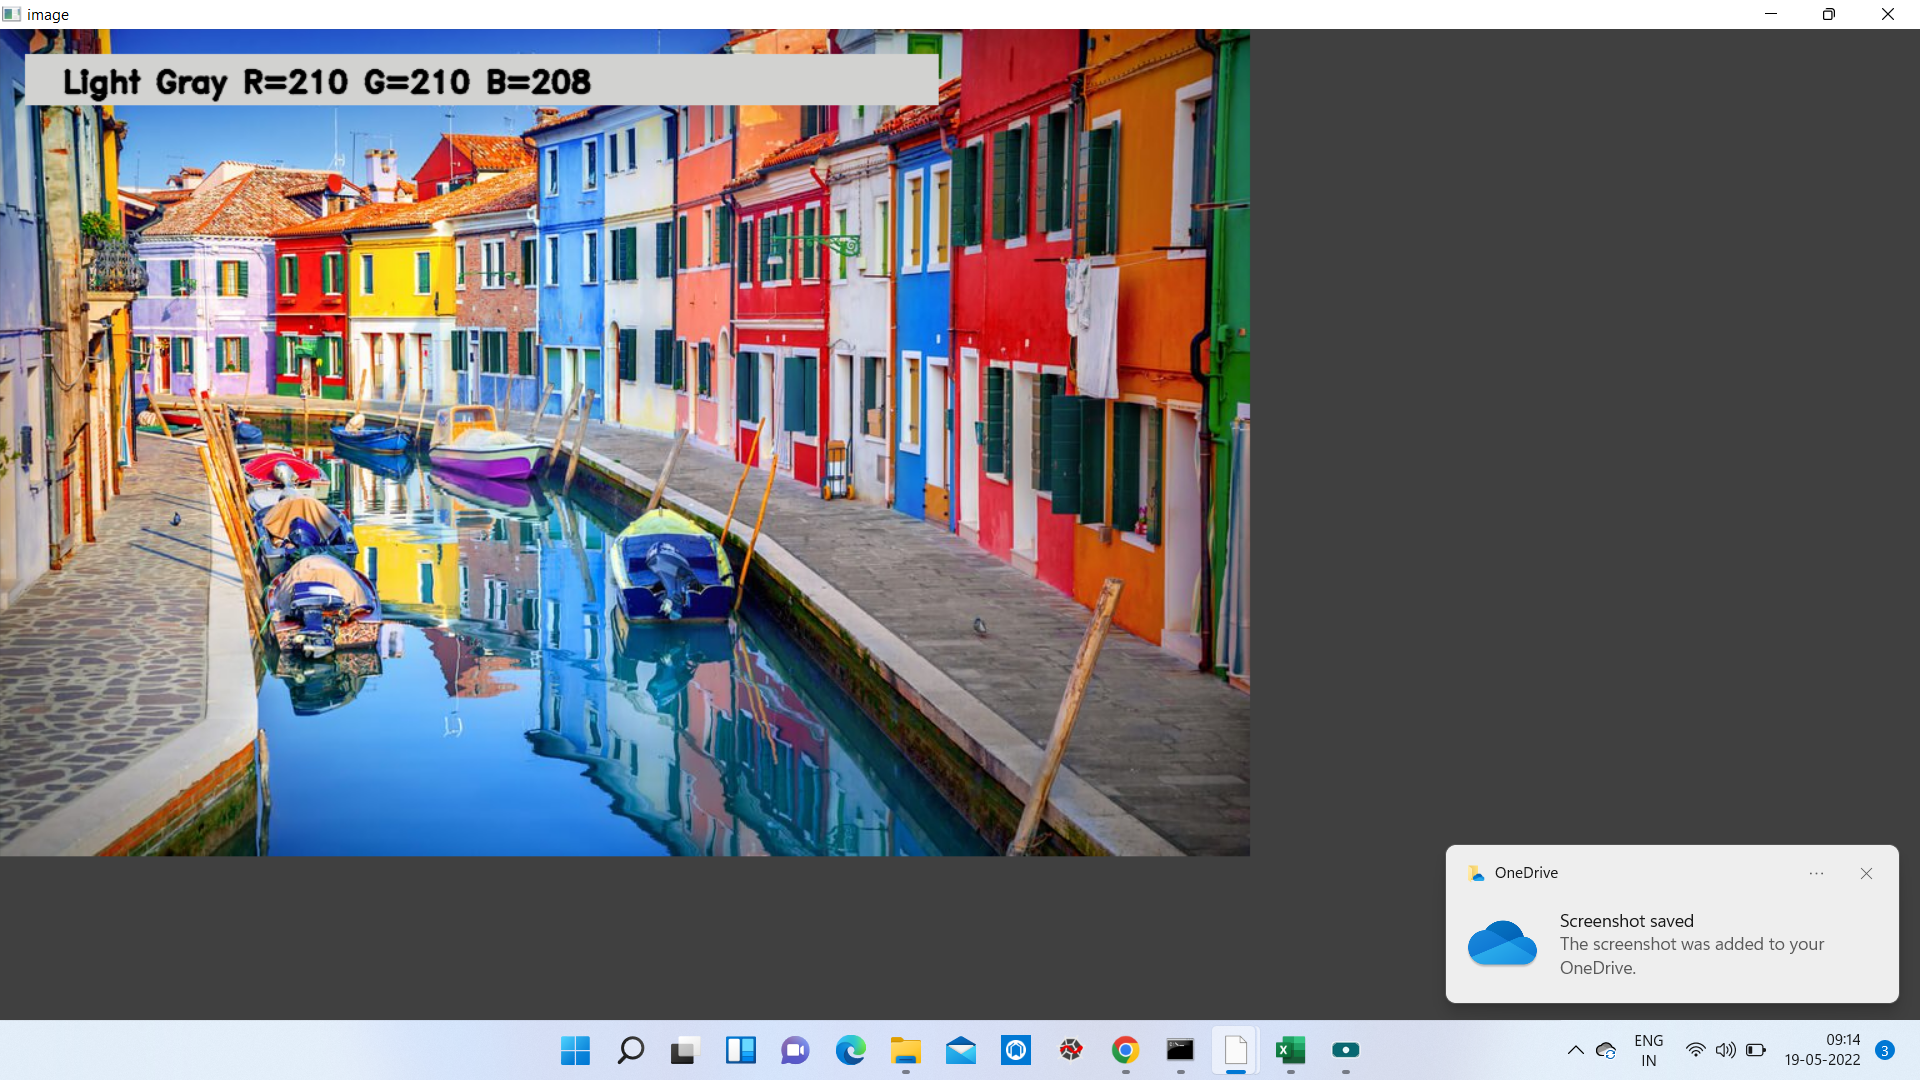 image
Light Gray R=210 G=210 B=208
OneDrive
Screenshot saved
The screenshot was added to your
OneDrive.
ENG
IN
09:14
19-05-2022
3